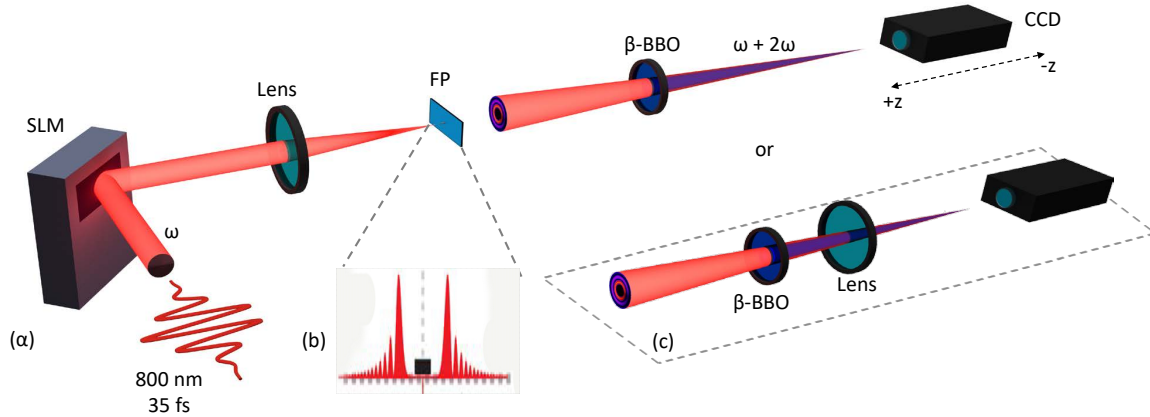 SLM
Lens
FP
β-BBO
ω + 2ω
CCD
-z
+z
or
ω
β-BBO
Lens
(α)
800 nm
35 fs
(b)
(c)